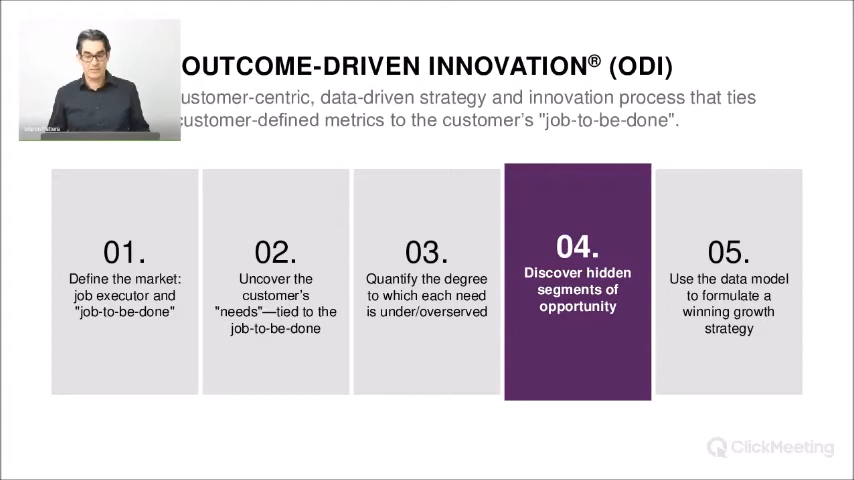 OUTCOME-DRIVEN INNOVATION® (ODI)
ustomer-centric, data-driven strategy and innovation process that ties
customer-defined metrics to the customer's "job-to-be-done".
01.
Define the market:
job executor and
"job-to-be-done"
02.
Uncover the
customer's
"needs"—tied to the
job-to-be-done
03.
Quantify the degree
to which each need
is under/overserved
04.
Discover hidden
segments of
opportunity
05.
Use the data model
to formulate a
winning growth
strategy
ClickMeeting